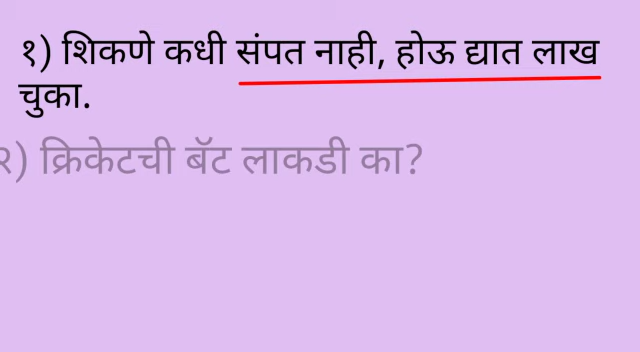 १) शिकणे कधी संपत नाही, होऊ द्यात लाख
चुका.
२) क्रिकेटची बॅट लाकडी का?